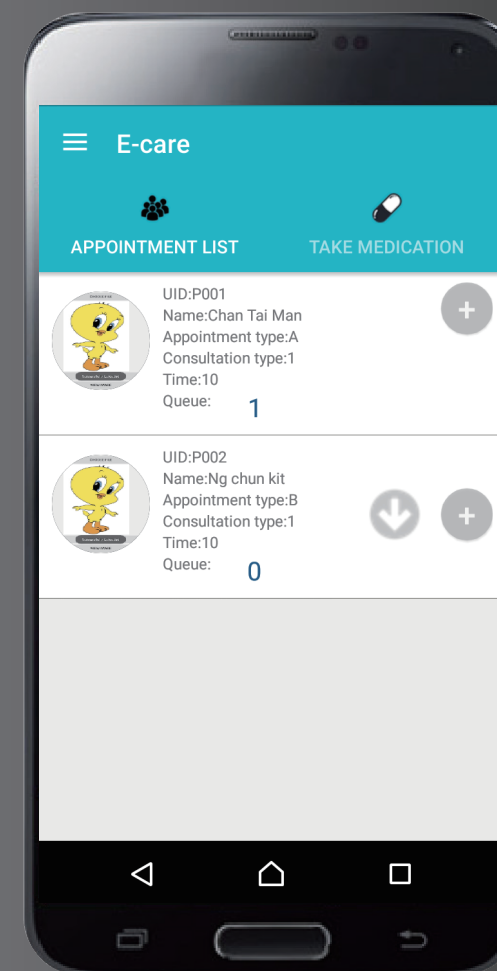 E-care
APPOINTMENT LIST
TAKE MEDICATION
UID:P001
Name:Chan Tai Man
Appointment type:A
Consultation type:1
Time:10
Queue: 1
UID:P002
Name:Ng chun kit
Appointment type:B
Consultation type:1
Time:10
Queue: 0